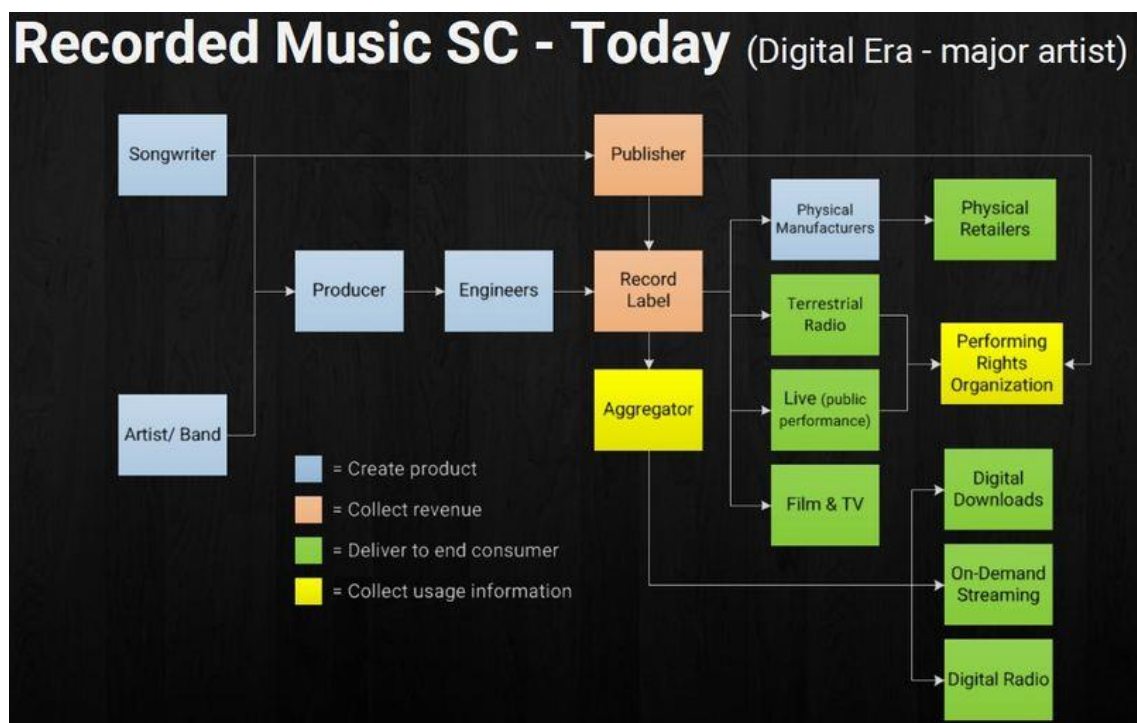 Recorded Music SC - Today (Digital Era - major artist)
Songwriter
Publisher
Physical
Manufacturers
Physical
Retailers
Producer
Engineers
Record
Label
Terrestrial
Radio
Performing
Rights
Organization
Artist/ Band
Aggregator
Live (public
performance)
Film & TV
Digital
Downloads
On-Demand
Streaming
Digital Radio
= Create product
= Collect revenue
= Deliver to end consumer
= Collect usage information